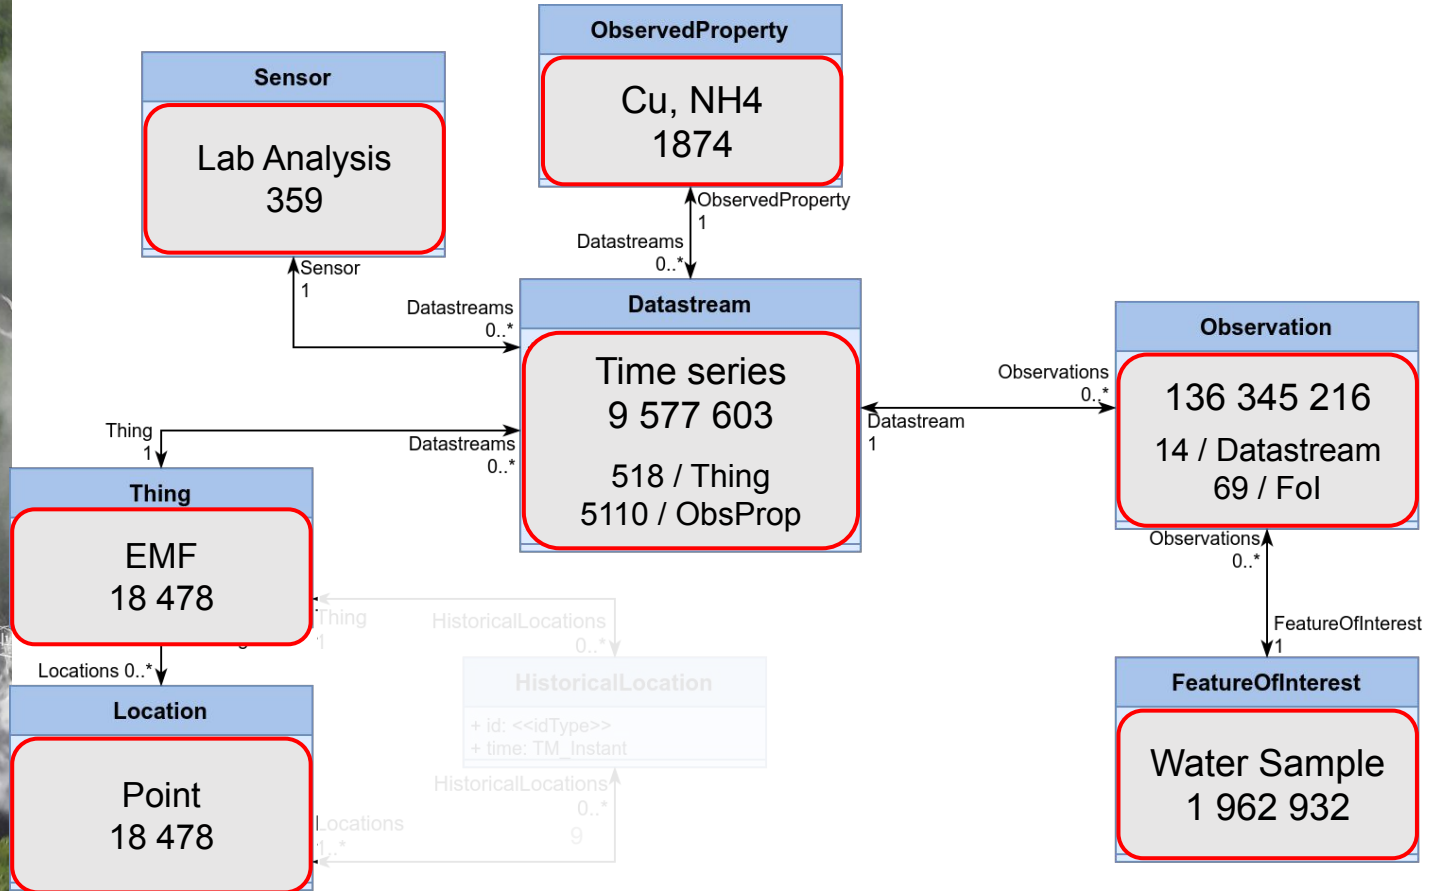 ObservedProperty
Cu, NH4
1874
Sensor
Lab Analysis
359
ObservedProperty
1
Datastreams
0..*
Sensor
1
Datastreams
0..*
Datastream
Time series
9 577 603
518 / Thing
5110 / ObsProp
Observations
0..*
Datastream
1
Observation
136 345 216
14 / Datastream
69 / FoI
Thing
1
Datastreams
0..*
Thing
EMF
18 478
Observations
0..*
FeatureOfInterest
1
Thing
1
HistoricalLocations
0..*
Locations 0..*
HistoricalLocation
+ id: <<idType>>
+ time: TM_Instant
FeatureOfInterest
Water Sample
1 962 932
Location
Point
18 478
HistoricalLocations
0..*
Locations
1..*
9